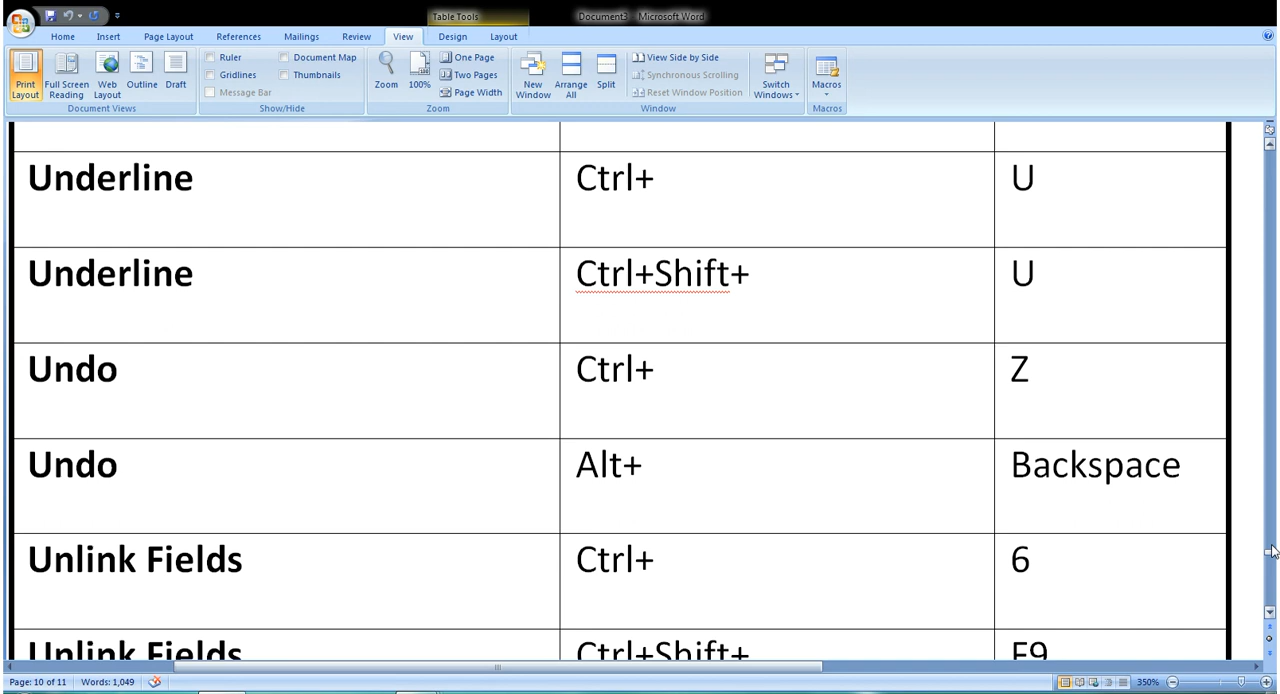 Table Tools Document3 - Microsoft Word
Home Insert Page Layout References Mailings Review View Design Layout
Ruler Document Map One Page View Side by Side
Gridlines Thumbnails Two Pages Synchronous Scrolling
Message Bar Page Width Reset Window Position
Print Layout Full Screen Reading Web Layout Outline Draft Zoom 100% New Window Arrange All Split Switch Windows Macros
Document Views Show/Hide Zoom Window Macros
Underline Ctrl+ U
Underline Ctrl+Shift+ U
Undo Ctrl+ Z
Undo Alt+ Backspace
Unlink Fields Ctrl+ 6
Unlink Fields Ctrl+Shift+ F9
Page: 10 of 11 Words: 1,049 350%